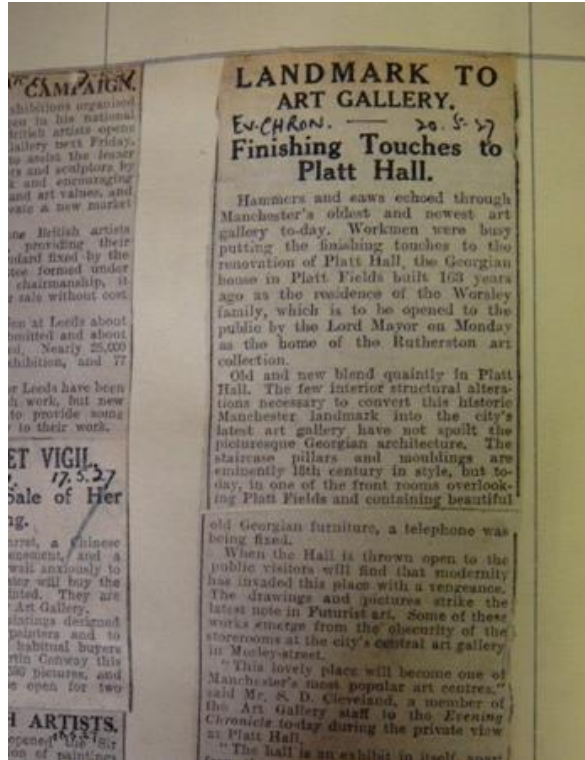 CAMPAIGN.
exhibitions organised
in his national
British artists opens
Gallery next Friday.
to assist the lesser
and sculptors by
and encouraging
and art values, and
a new market
British artists
providing their
standard fixed by the
formed under
chairmanship, it
sale without cost
at Leeds about
submitted and about
Nearly 25,000
exhibition, and 77
or Leeds have been
work, but new
to provide some
to their work.
ET VIGIL.
17.5.27
Sale of Her
g.
a Chinese
and a
wait anxiously to
will buy the
They are
Art Gallery.
paintings designed
painters and to
habitual buyers
Martin Conway this
pictures, and
be open for two
H ARTISTS.
opened the Sir
of paintings
LANDMARK TO
ART GALLERY.
EV. CHRON. 20.5.27
Finishing Touches to
Platt Hall.
Hammers and saws echoed through
Manchester's oldest and newest art
gallery to-day. Workmen were busy
putting the finishing touches to the
renovation of Platt Hall, the Georgian
house in Platt Fields built 163 years
ago as the residence of the Worsley
family, which is to be opened to the
public by the Lord Mayor on Monday
as the home of the Rutherston art
collection.
Old and new blend quaintly in Platt
Hall. The few interior structural altera-
tions necessary to convert this historic
Manchester landmark into the city's
latest art gallery have not spoilt the
picturesque Georgian architecture. The
staircase pillars and mouldings are
eminently 18th century in style, but to-
day, in one of the front rooms overlook-
ing Platt Fields and containing beautiful
old Georgian furniture, a telephone was
being fixed.
When the Hall is thrown open to the
public visitors will find that modernity
has invaded this place with a vengeance.
The drawings and pictures strike the
latest note in Futurist art. Some of these
works emerge from the obscurity of the
storerooms at the city's central art gallery
in Mosley-street.
"This lovely place will become one of
Manchester's most popular art centres,"
said Mr. S. D. Cleveland, a member of
the Art Gallery staff to the Evening
Chronicle to-day during the private view
at Platt Hall.
"The hall is an exhibit in itself, apart